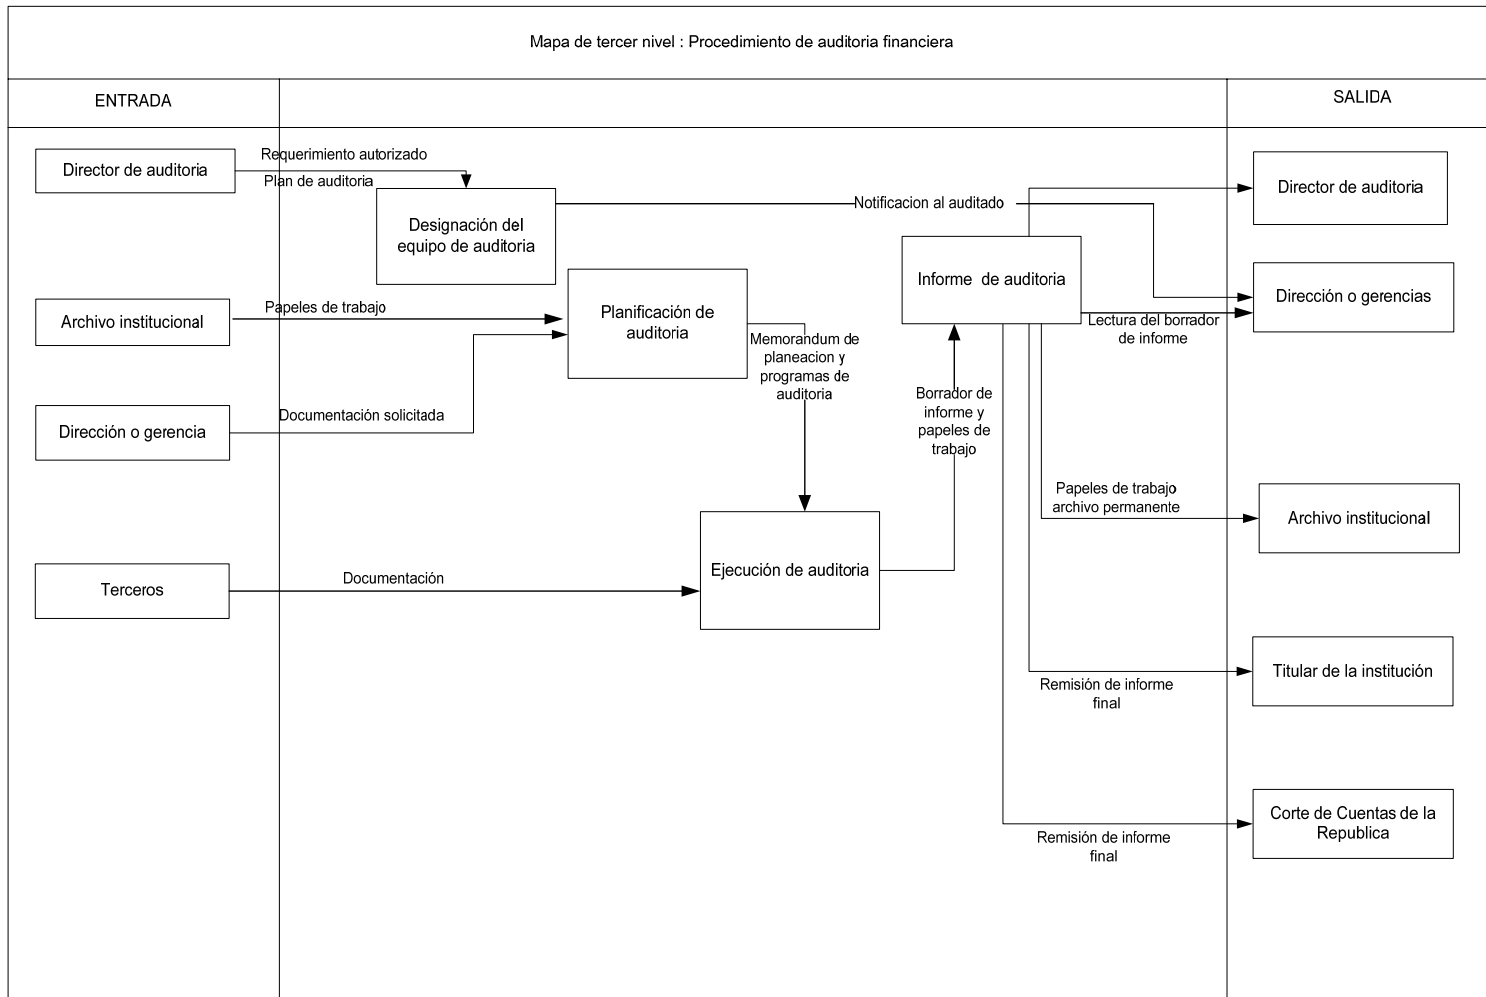 Mapa de tercer nivel : Procedimiento de auditoria financiera
ENTRADA
SALIDA
Director de auditoria
Requerimiento autorizado
Plan de auditoria
Designación del
equipo de auditoria
Notificacion al auditado
Director de auditoria
Archivo institucional
Papeles de trabajo
Planificación de
auditoria
Informe de auditoria
Dirección o gerencias
Lectura del borrador
de informe
Memorandum de
planeacion y
programas de
auditoria
Borrador de
informe y
papeles de
trabajo
Dirección o gerencia
Documentación solicitada
Papeles de trabajo
archivo permanente
Archivo institucional
Terceros
Documentación
Ejecución de auditoria
Remisión de informe
final
Titular de la institución
Remisión de informe
final
Corte de Cuentas de la
Republica